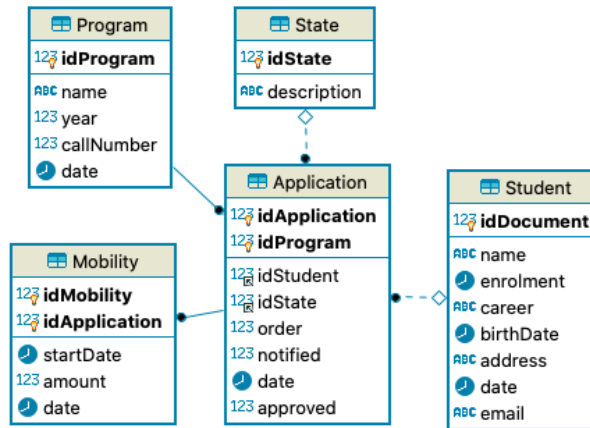 Program
123 idProgram
ABC name
123 year
123 callNumber
date
State
123 idState
ABC description
Application
123 idApplication
123 idProgram
123 idStudent
123 idState
123 order
123 notified
date
123 approved
Mobility
123 idMobility
123 idApplication
startDate
123 amount
date
Student
123 idDocument
ABC name
enrolment
ABC career
birthDate
ABC address
date
ABC email